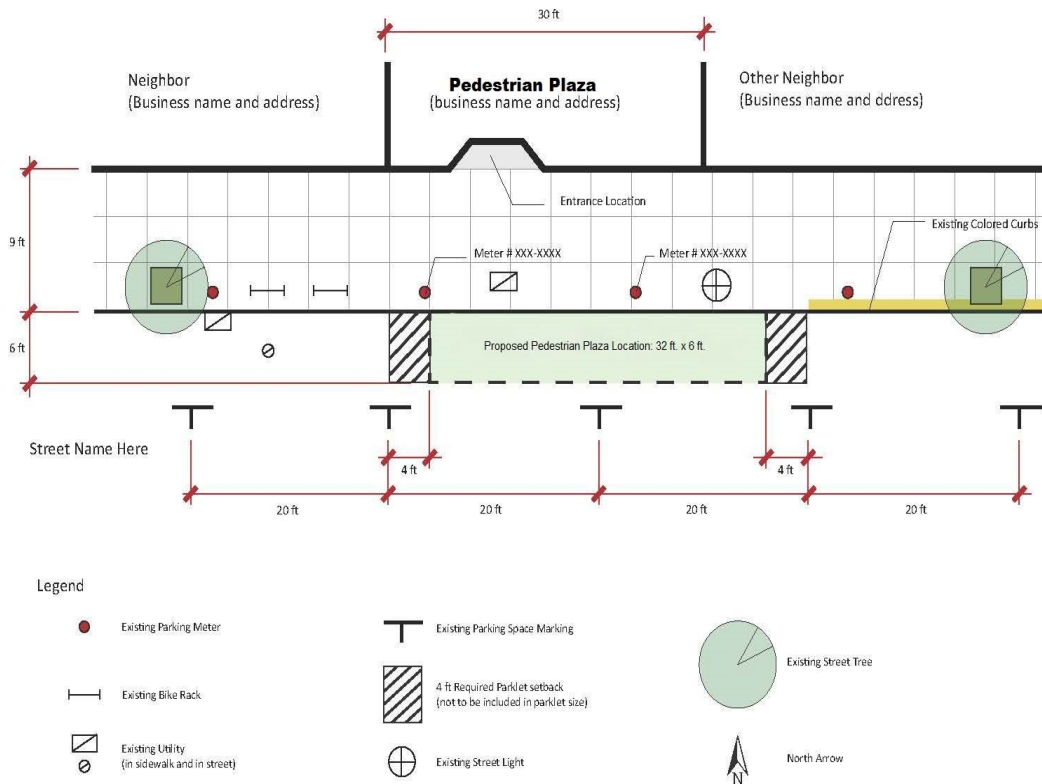 30 ft
Neighbor
(Business name and address)
Pedestrian Plaza
(business name and address)
Other Neighbor
(Business name and ddress)
Entrance Location
Existing Colored Curbs
9 ft
Meter # XXX-XXXX
Meter # XXX-XXXX
6 ft
Proposed Pedestrian Plaza Location: 32 ft. x 6 ft.
Street Name Here
4 ft
4 ft
20 ft
20 ft
20 ft
20 ft
Legend
Existing Parking Meter
Existing Parking Space Marking
Existing Street Tree
Existing Bike Rack
4 ft Required Parklet setback
(not to be included in parklet size)
Existing Utility
(in sidewalk and in street)
Existing Street Light
North Arrow
N